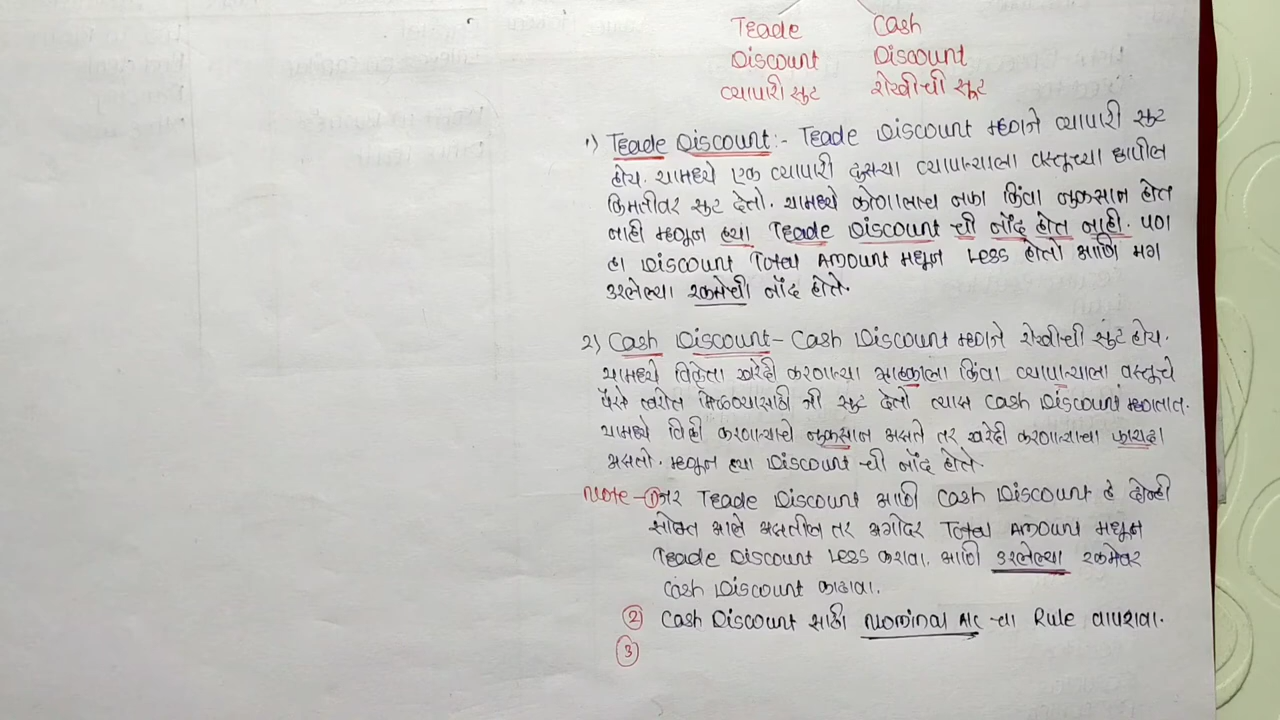 Trade Cash
Discount Discount
व्यापारी सुट रोखीची सूट
१) Trade Discount :- Trade Discount म्हणजे व्यापारी सुट
होय. यामध्ये एक व्यापारी दुसऱ्या व्यापाऱ्याला वस्तूच्या छापील
किमतीवर सुट देतो. यामध्ये कोणालाच नफा किंवा नुकसान होत
नाही म्हणून ह्या Trade Discount ची नोंद होत नाही. पण
हा Discount Total Amount मधून Less होतो आणि मग
उरलेल्या रकमेची नोंद होते.
२) Cash Discount - Cash Discount म्हणजे रोखीची सुट होय.
यामध्ये विक्रेता खरेदी करणाऱ्या ग्राहकाला किंवा व्यापाऱ्याला वस्तूचे
पैसे त्वरीत मिळण्यासाठी जी सुट देतो त्यास Cash Discount म्हणतात.
यामध्ये विक्री करणाऱ्याचे नुकसान असते तर खरेदी करणाऱ्याचा फायदा
असतो. म्हणून ह्या Discount ची नोंद होते.
Note - ① जर Trade Discount आणि Cash Discount हे दोन्ही
सोबत आले असतील तर अगोदर Total Amount मधून
Trade Discount Less करावा. आणि उरलेल्या रकमेवर
Cash Discount काढावा.
② Cash Discount साठी Nominal A/C चा Rule वापरावा.
③